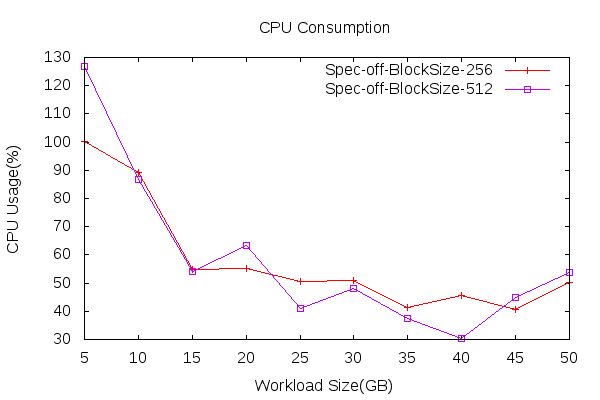 CPU Consumption
Spec-off-BlockSize-256
Spec-off-BlockSize-512
CPU Usage(%)
130
120
110
100
90
80
70
60
50
40
30
5 10 15 20 25 30 35 40 45 50
Workload Size(GB)